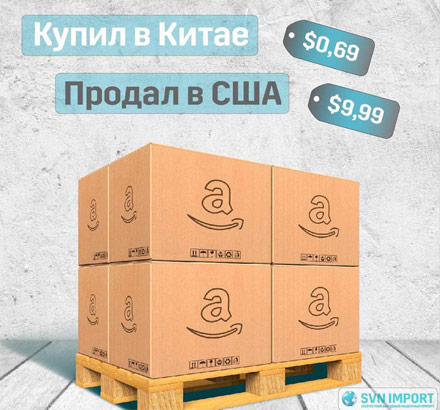 Купил в Китае
$0,69
Продал в США
$9,99
a
a
a
a
a
a
SVN IMPORT